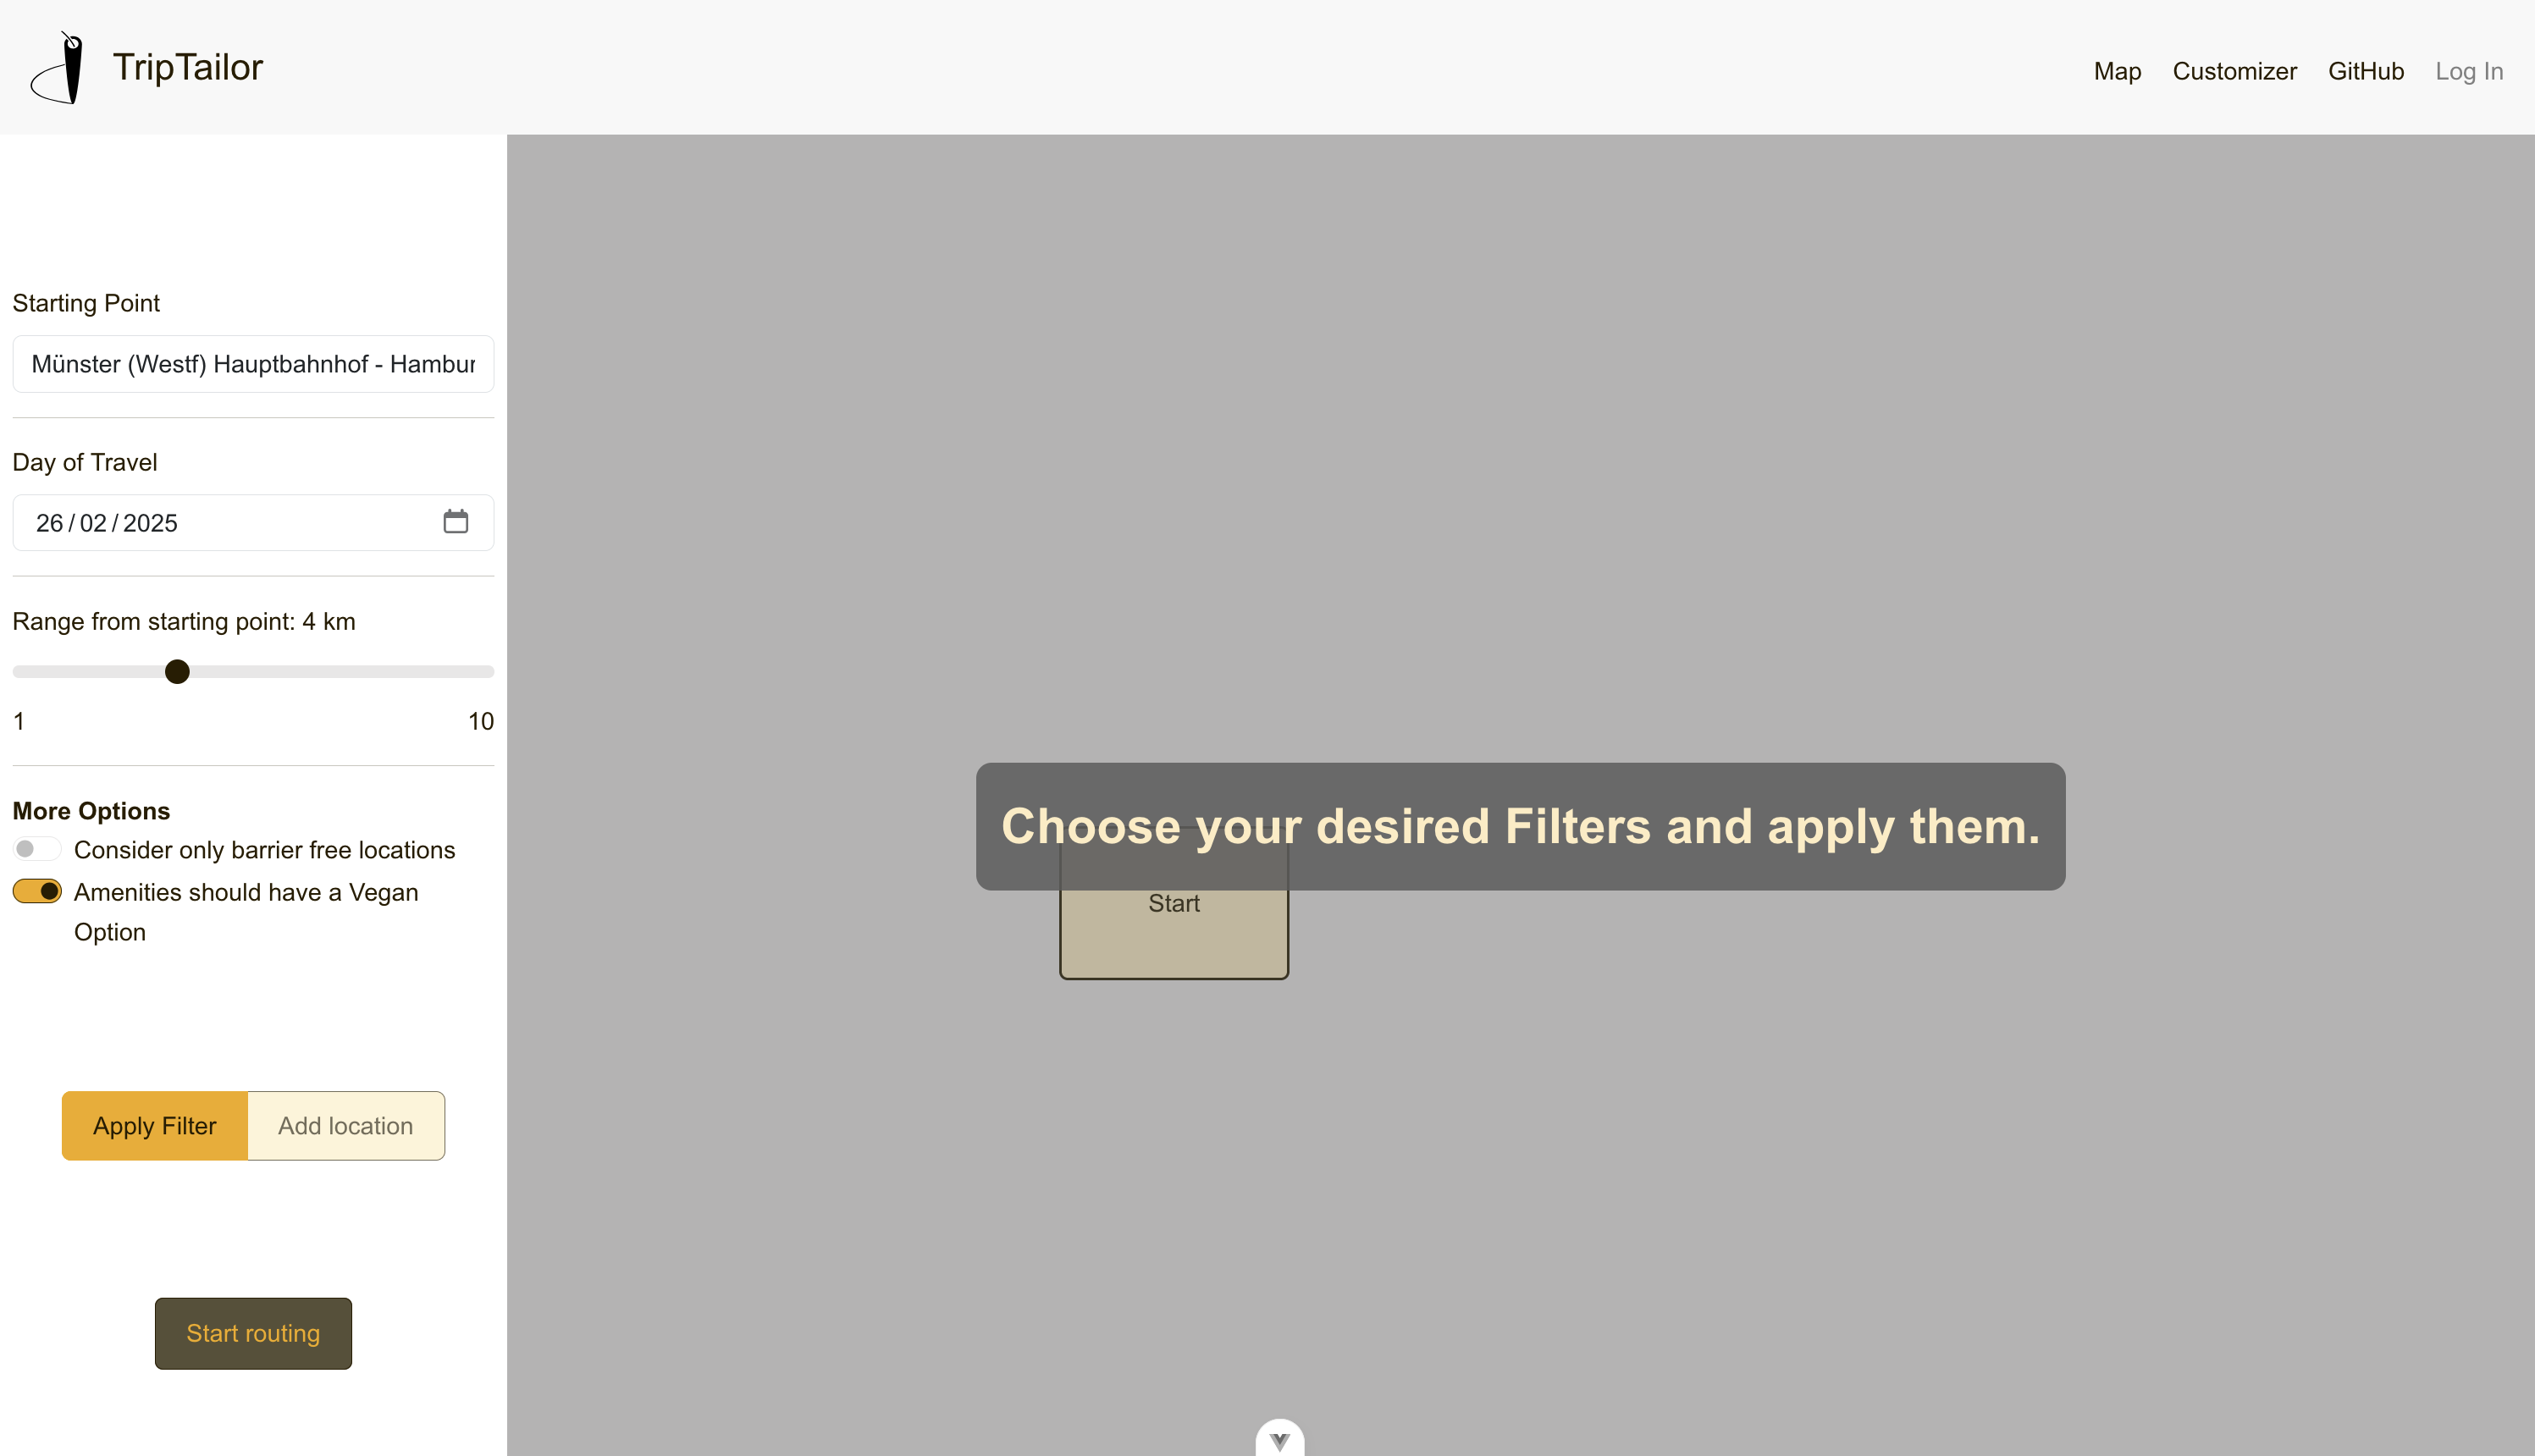 TripTailor
Map
Customizer
GitHub
Log In
Starting Point
Münster (Westf) Hauptbahnhof - Hambur
Day of Travel
26/02/2025
Range from starting point: 4 km
1
10
More Options
Consider only barrier free locations
Amenities should have a Vegan
Option
Apply Filter
Add location
Start routing
Choose your desired Filters and apply them.
Start